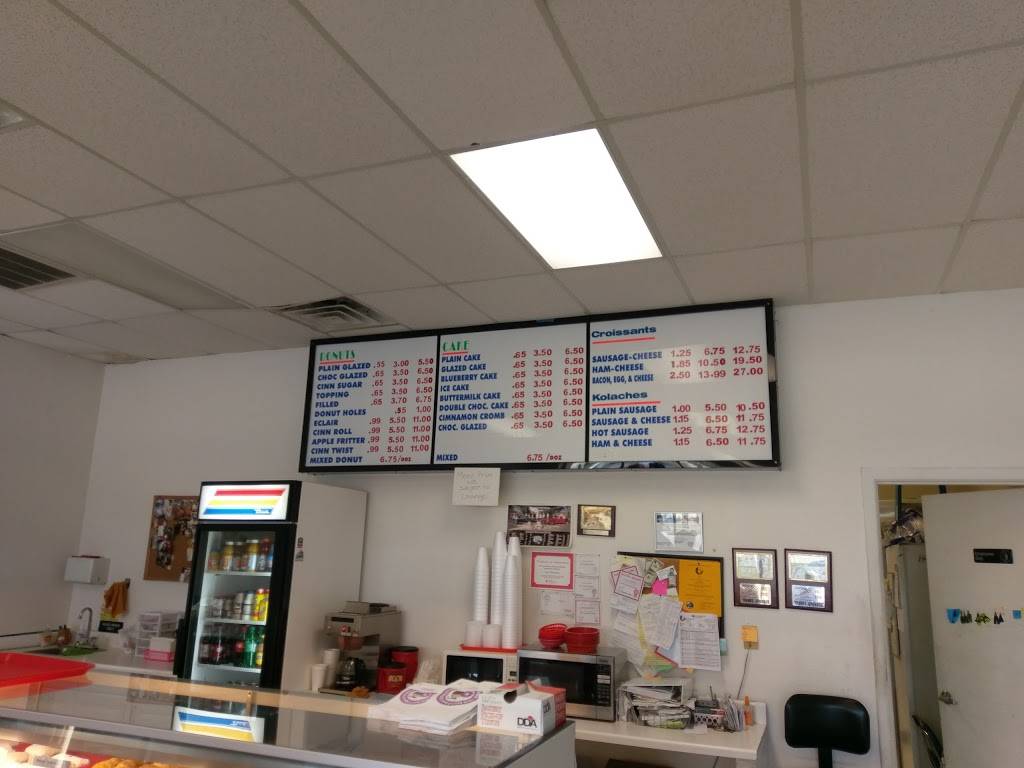 DONUTS
PLAIN GLAZED .55 3.00 5.50
CHOC GLAZED .65 3.50 6.50
CINN SUGAR .65 3.50 6.50
TOPPING .65 3.50 6.50
FILLED .65 3.70 6.75
DONUT HOLES .15 1.00
ECLAIR .99 5.50 11.00
CINN ROLL .99 5.50 11.00
APPLE FRITTER .99 5.50 11.00
CINN TWIST .99 5.50 11.00
MIXED DONUT 6.75/DOZ
CAKE
PLAIN CAKE .65 3.50 6.50
GLAZED CAKE .65 3.50 6.50
BLUEBERRY CAKE .65 3.50 6.50
ICE CAKE .65 3.50 6.50
BUTTERMILK CAKE .65 3.50 6.50
DOUBLE CHOC. CAKE .65 3.50 6.50
CIMNAMON CROMB .65 3.50 6.50
CHOC. GLAZED .65 3.50 6.50
MIXED 6.75 /DOZ
Croissants
SAUSAGE-CHEESE 1.25 6.75 12.75
HAM-CHEESE 1.85 10.50 19.50
BACON, EGG, & CHEESE 2.50 13.99 27.00
Kolaches
PLAIN SAUSAGE 1.00 5.50 10.50
SAUSAGE & CHEESE 1.15 6.50 11.75
HOT SAUSAGE 1.25 6.75 12.75
HAM & CHEESE 1.15 6.50 11.75